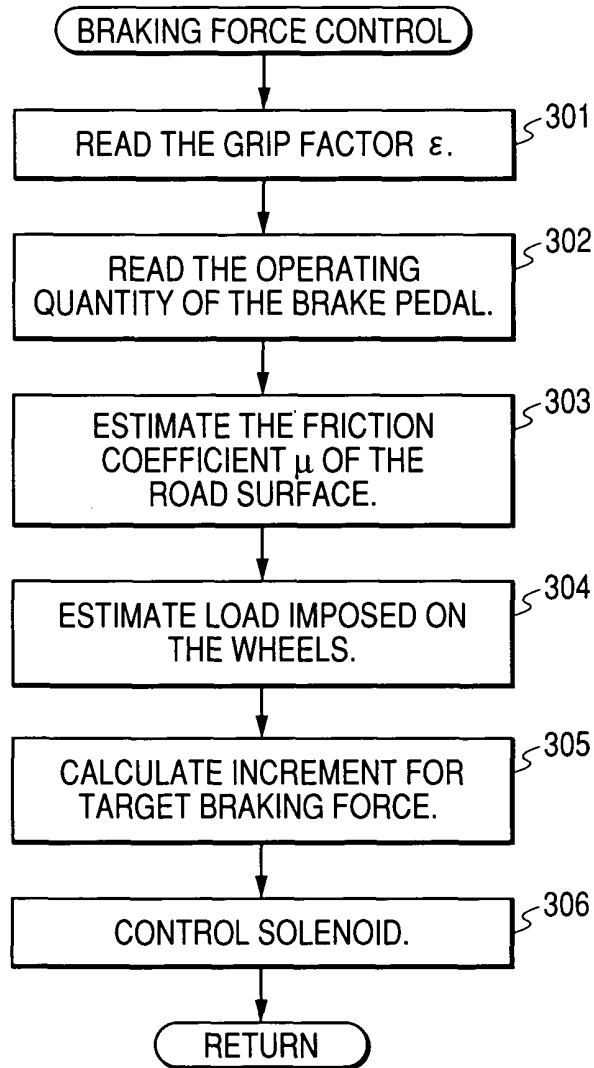 BRAKING FORCE CONTROL
301
READ THE GRIP FACTOR ε.
302
READ THE OPERATING
QUANTITY OF THE BRAKE PEDAL.
303
ESTIMATE THE FRICTION
COEFFICIENT μ OF THE
ROAD SURFACE.
304
ESTIMATE LOAD IMPOSED ON
THE WHEELS.
305
CALCULATE INCREMENT FOR
TARGET BRAKING FORCE.
306
CONTROL SOLENOID.
RETURN